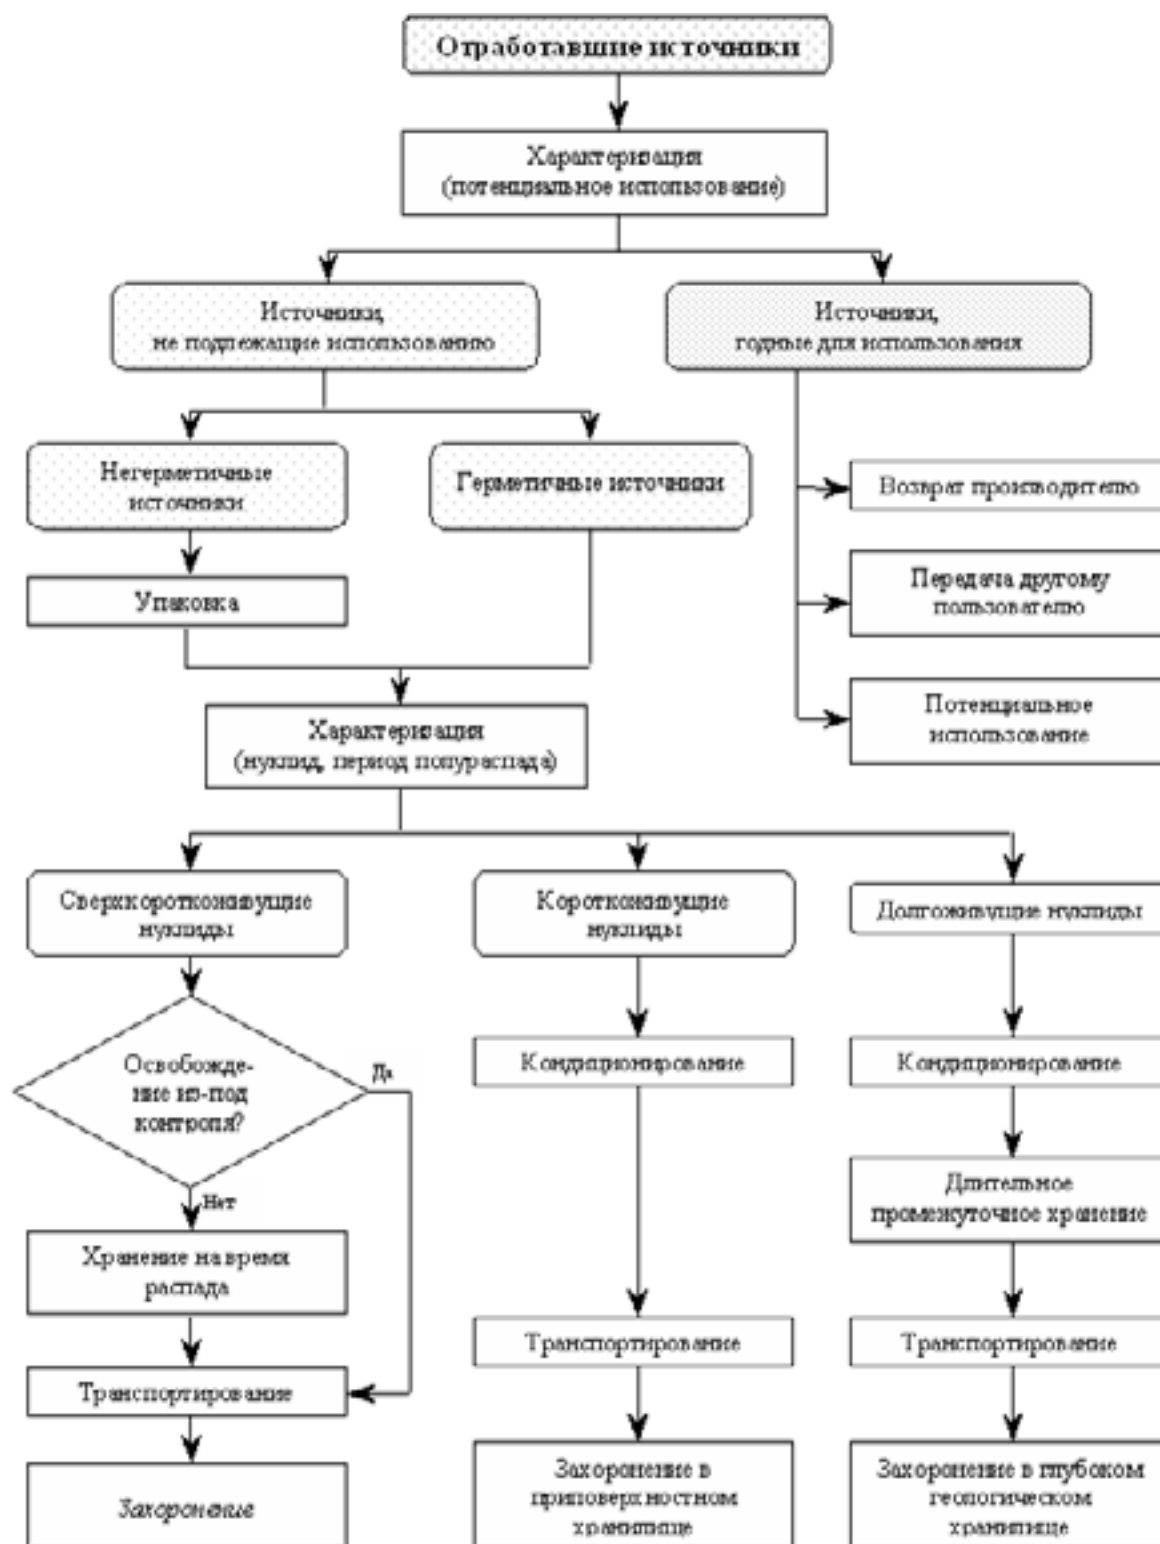 Отработавшие источники
Характеризация
(потенциальное использование)
Источники,
не подлежащие использованию
Источники,
годные для использования
Негерметичные
источники
Герметичные источники
Возврат производителю
Упаковка
Передача другому
пользователю
Характеризация
(нуклид, период полураспада)
Потенциальное
использование
Сверхкороткоживущие
нуклиды
Короткоживущие
нуклиды
Долгоживущие нуклиды
Освобожде-
ние из-под
контроля?
Да
Кондиционирование
Кондиционирование
Нет
Длительное
промежуточное хранение
Хранение на время
распада
Транспортирование
Транспортирование
Транспортирование
Захоронение
Захоронение в
приповерхностном
хранилище
Захоронение в глубоком
геологическом
хранилище